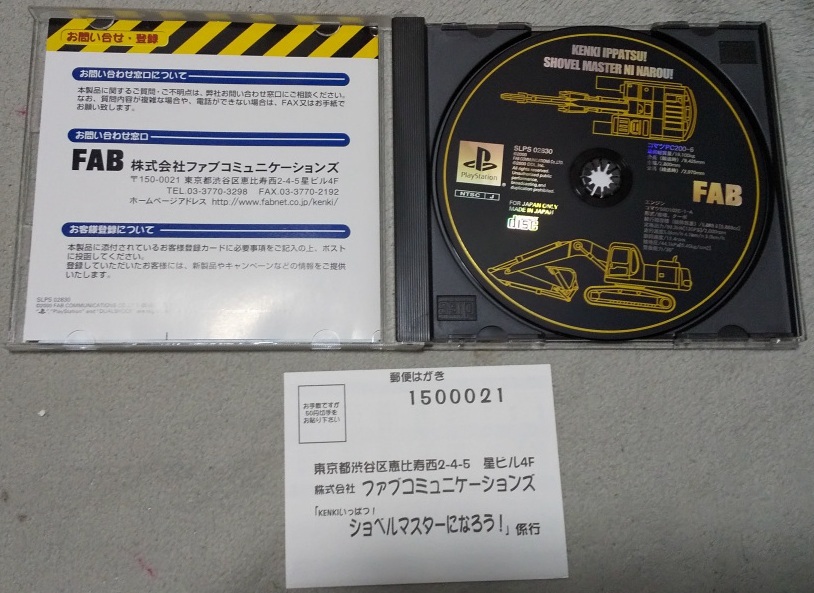 お問い合せ・登録
お問い合わせ窓口について
本製品に関するご質問・ご不明点は、弊社お問い合わせ窓口にご相談ください。
なお、質問内容が複雑な場合や、電話ができない場合は、FAX又はお手紙で
お願い致します。
お問い合わせ窓口
FAB 株式会社ファブコミュニケーションズ
〒150-0021 東京都渋谷区恵比寿西2-4-5星ビル4F
TEL.03-3770-3298 FAX.03-3770-2192
ホームページアドレス http://www.fabnet.co.jp/kenki/
お客様登録について
本製品に添付されているお客様登録カードに必要事項をご記入の上、ポスト
に投函してください。
登録していただいたお客様には、新製品やキャンペーンなどの情報をご提供
いたします。
SLPS 02830
©2000 FAB COMMUNICATIONS
KENKI IPPATSU!
SHOVEL MASTER NI NAROU!
SLPS 02830
PlayStation
NTSC J
FOR JAPAN ONLY
MADE IN JAPAN
コマツPC200-6
FAB
エンジン
郵便はがき
1500021
お手数ですが
50円切手を
お貼り下さい
東京都渋谷区恵比寿西2-4-5 星ビル4F
株式会社 ファブコミュニケーションズ
「KENKIいっぱつ!
ショベルマスターになろう!」係行